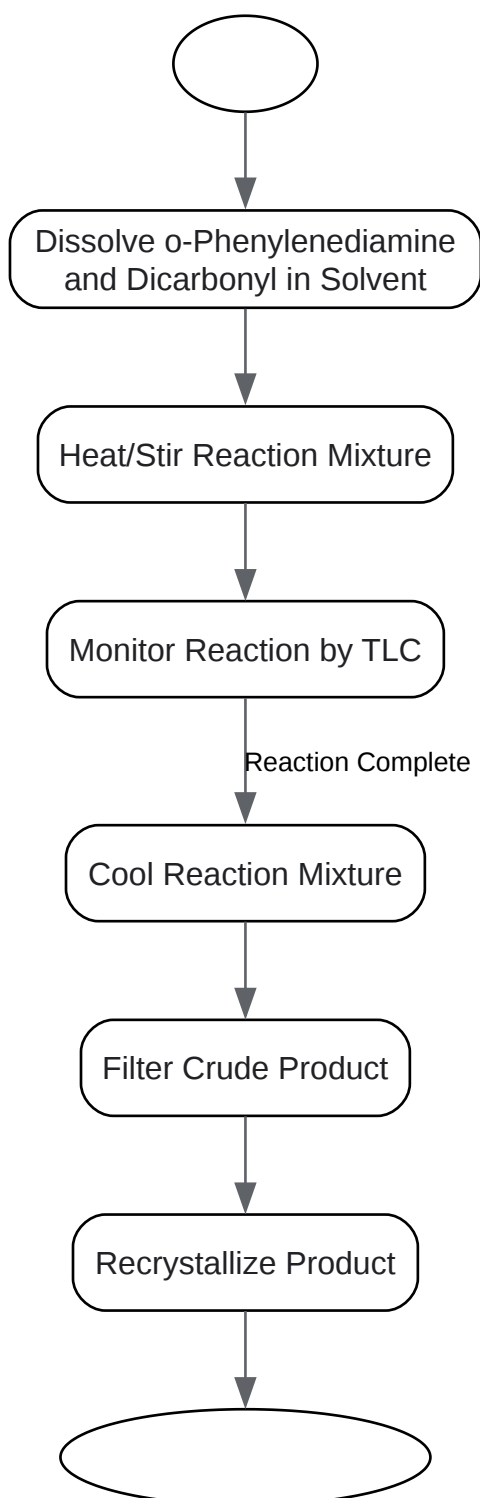 Dissolve o-Phenylenediamine
and Dicarbonyl in Solvent
Heat/Stir Reaction Mixture
Monitor Reaction by TLC
Reaction Complete
Cool Reaction Mixture
Filter Crude Product
Recrystallize Product